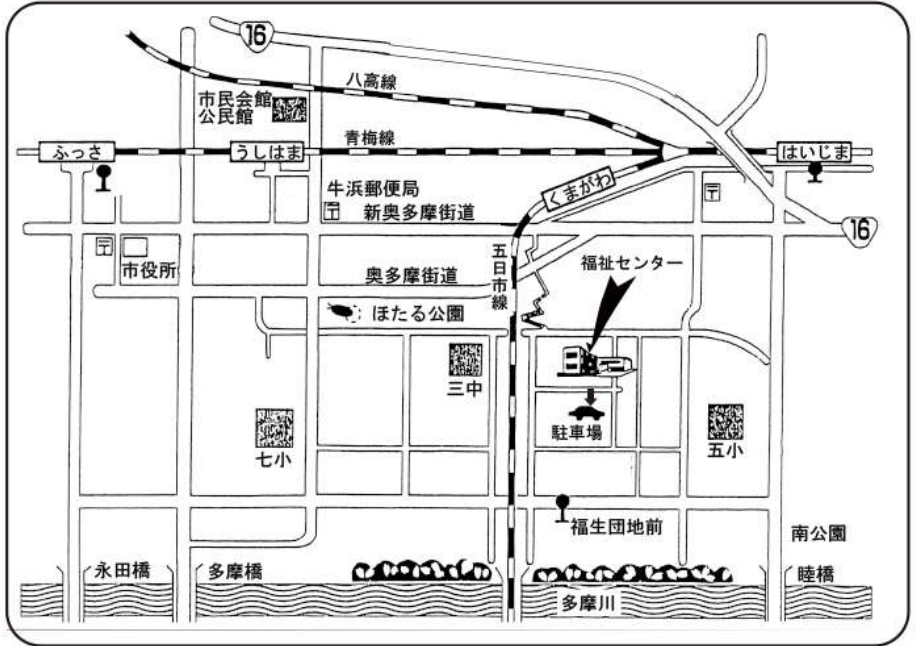 16
八高線
市民会館
公民館
青梅線
ふっさ
うしはま
はいじま
くまがわ
牛浜郵便局
〒
新奥多摩街道
〒
16
〒
市役所
五日市線
福祉センター
奥多摩街道
ほたる公園
三中
駐車場
七小
五小
福生団地前
南公園
永田橋
多摩橋
睦橋
多摩川